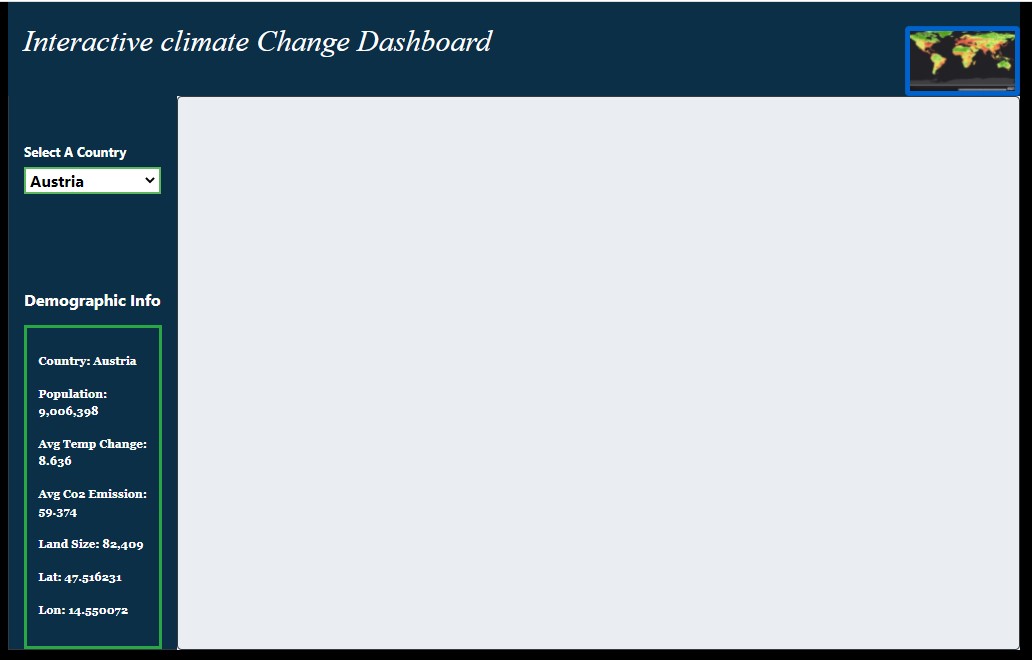 Interactive climate Change Dashboard
Select A Country
Austria
Demographic Info
Country: Austria
Population:
9,006,398
Avg Temp Change:
8.636
Avg Co2 Emission:
59.374
Land Size: 82,409
Lat: 47.516231
Lon: 14.550072